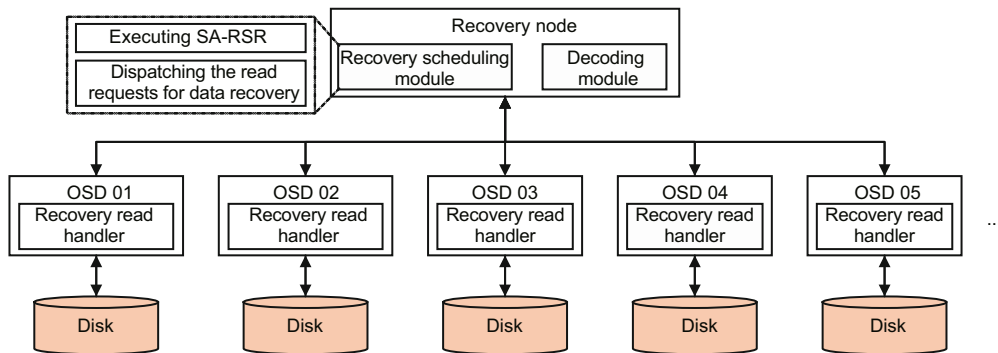 Executing SA-RSR
Dispatching the read
requests for data recovery
Recovery node
Recovery scheduling
module
Decoding
module
OSD 01
Recovery read
handler
OSD 02
Recovery read
handler
OSD 03
Recovery read
handler
OSD 04
Recovery read
handler
OSD 05
Recovery read
handler
..
Disk
Disk
Disk
Disk
Disk